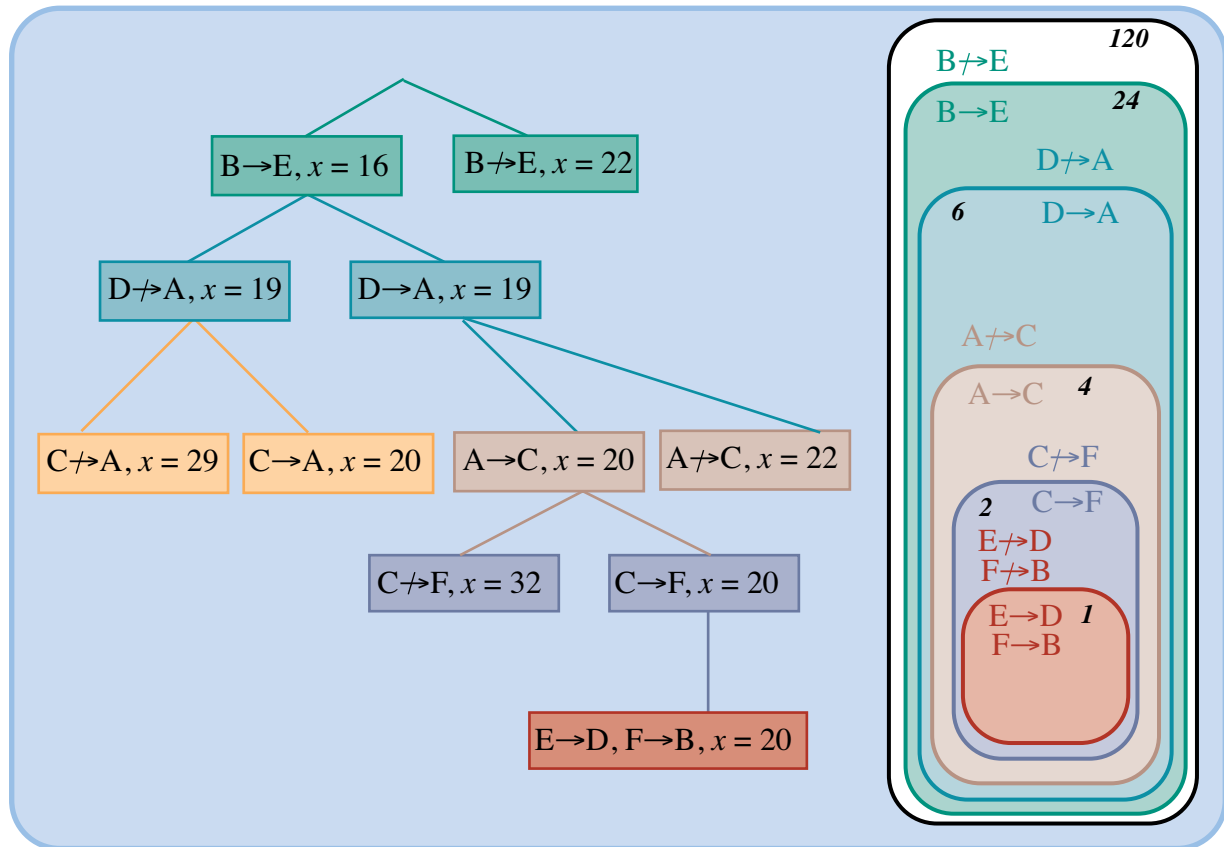 B→E, x = 16
B↛E, x = 22
D↛A, x = 19
D→A, x = 19
C↛A, x = 29
C→A, x = 20
A→C, x = 20
A↛C, x = 22
C↛F, x = 32
C→F, x = 20
E→D, F→B, x = 20
120
B↛E
24
B→E
D↛A
6
D→A
A↛C
4
A→C
C↛F
2
C→F
E↛D
F↛B
E→D
1
F→B